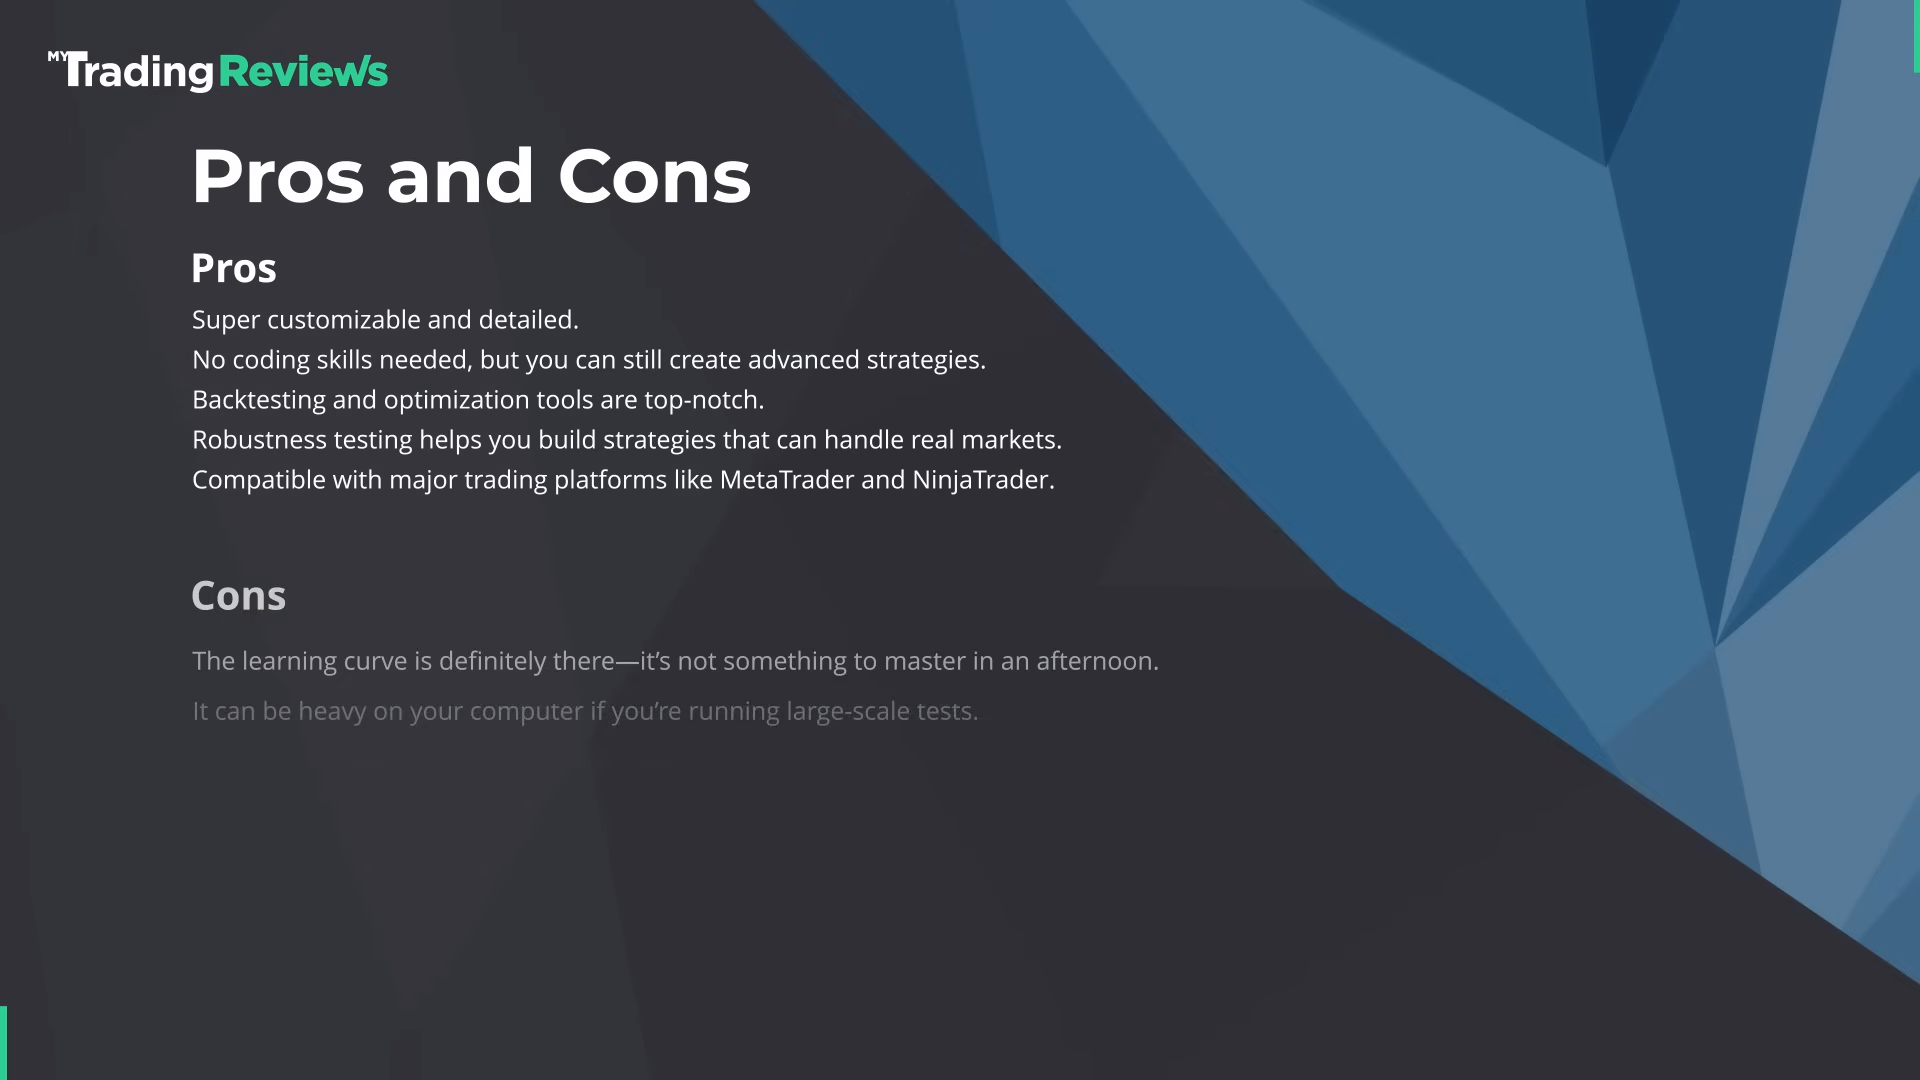 MY Trading Reviews
Pros and Cons
Pros
Super customizable and detailed.
No coding skills needed, but you can still create advanced strategies.
Backtesting and optimization tools are top-notch.
Robustness testing helps you build strategies that can handle real markets.
Compatible with major trading platforms like MetaTrader and NinjaTrader.
Cons
The learning curve is definitely there—it’s not something to master in an afternoon.
It can be heavy on your computer if you’re running large-scale tests.